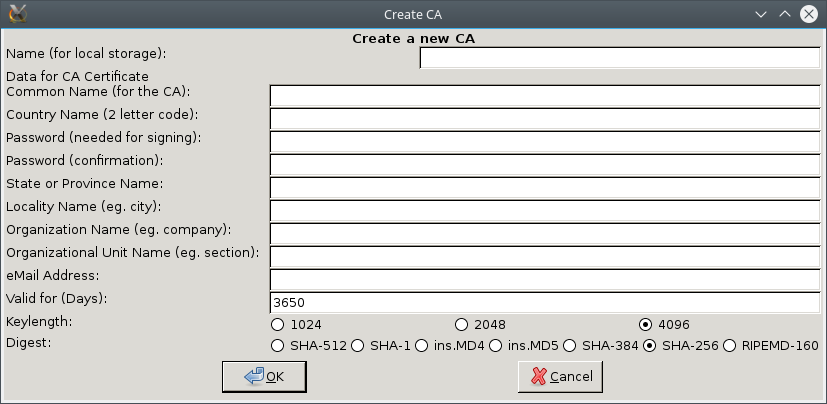 Create CA
Create a new CA
Name (for local storage):
Data for CA Certificate
Common Name (for the CA):
Country Name (2 letter code):
Password (needed for signing):
Password (confirmation):
State or Province Name:
Locality Name (eg. city):
Organization Name (eg. company):
Organizational Unit Name (eg. section):
eMail Address:
Valid for (Days): 3650
Keylength: 1024 2048 4096
Digest: SHA-512 SHA-1 ins.MD4 ins.MD5 SHA-384 SHA-256 RIPEMD-160
OK Cancel